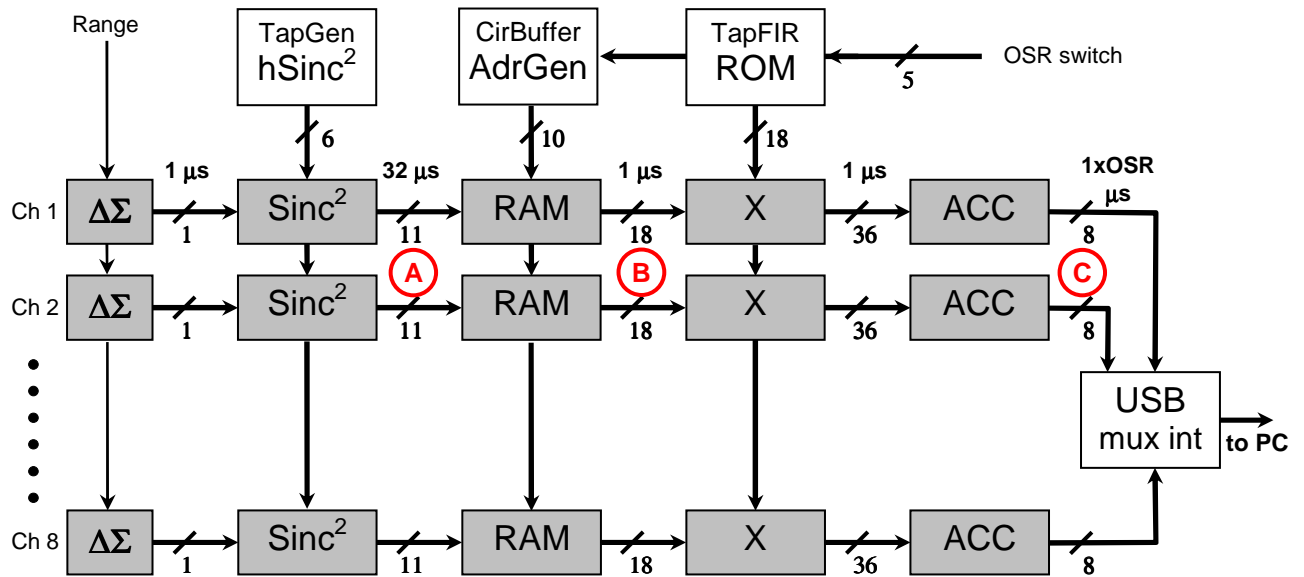 Range
TapGen
hSinc²
CirBuffer
AdrGen
TapFIR
ROM
OSR switch
5
6
10
18
1 μs
32 μs
1 μs
1 μs
1xOSR
μs
Ch 1
ΔΣ
1
Sinc²
11
RAM
18
X
36
ACC
8
A
B
C
Ch 2
ΔΣ
1
Sinc²
11
RAM
18
X
36
ACC
8
USB
mux int
to PC
Ch 8
ΔΣ
1
Sinc²
11
RAM
18
X
36
ACC
8